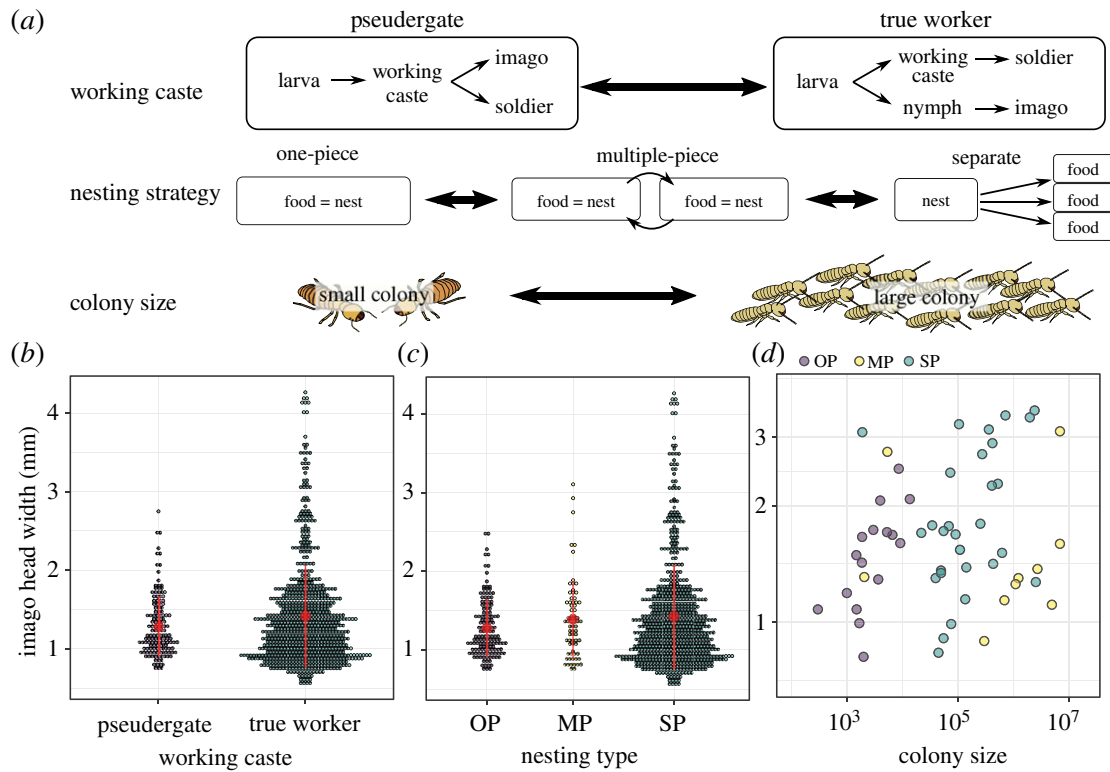 (a)
pseudergate
true worker
working caste
larva
working
caste
imago
soldier
larva
working
caste
soldier
nymph
imago
nesting strategy
one-piece
food = nest
multiple-piece
food = nest
food = nest
separate
nest
food
food
food
colony size
small colony
large colony
(b)
imago head width (mm)
4
3
2
1
pseudergate
true worker
working caste
(c)
4
3
2
1
OP
MP
SP
nesting type
(d)
OP
MP
SP
3
2
1
10³
10⁵
10⁷
colony size